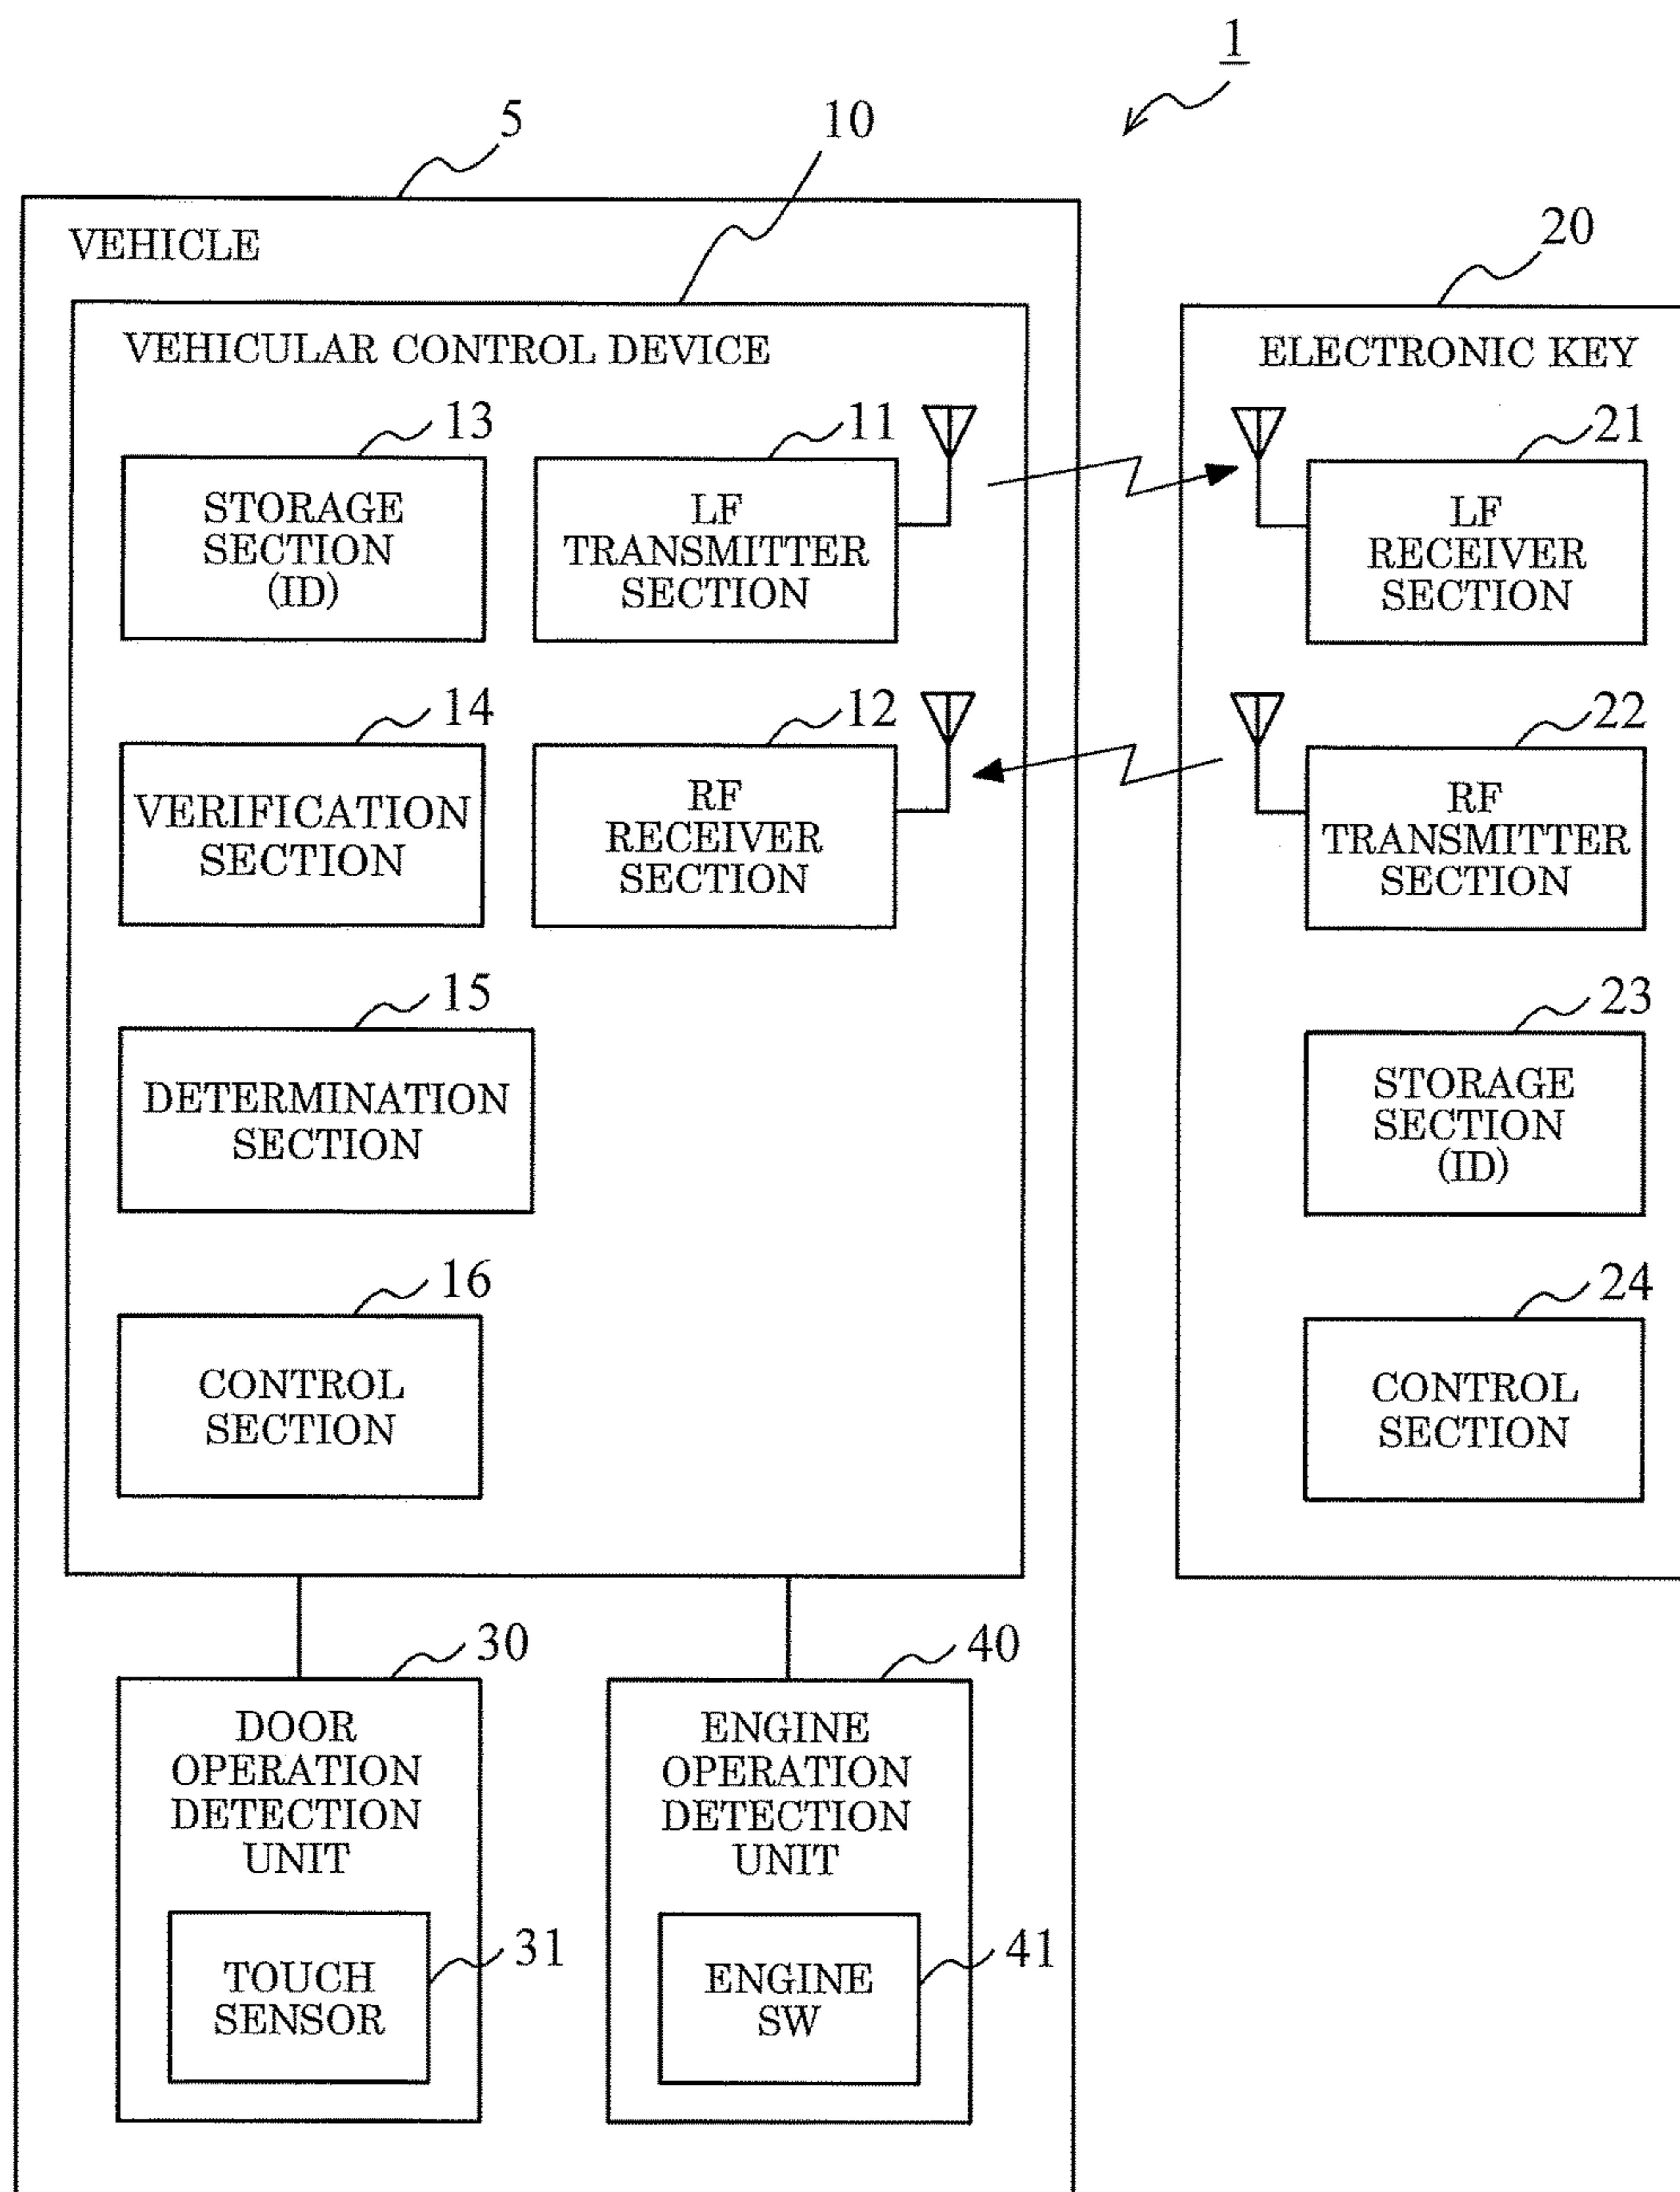 1
5
10
VEHICLE
20
VEHICULAR CONTROL DEVICE
ELECTRONIC KEY
13
STORAGE
SECTION
(ID)
11
LF
TRANSMITTER
SECTION
21
LF
RECEIVER
SECTION
14
VERIFICATION
SECTION
12
RF
RECEIVER
SECTION
22
RF
TRANSMITTER
SECTION
15
DETERMINATION
SECTION
23
STORAGE
SECTION
(ID)
16
CONTROL
SECTION
24
CONTROL
SECTION
30
DOOR
OPERATION
DETECTION
UNIT
31
TOUCH
SENSOR
40
ENGINE
OPERATION
DETECTION
UNIT
41
ENGINE
SW